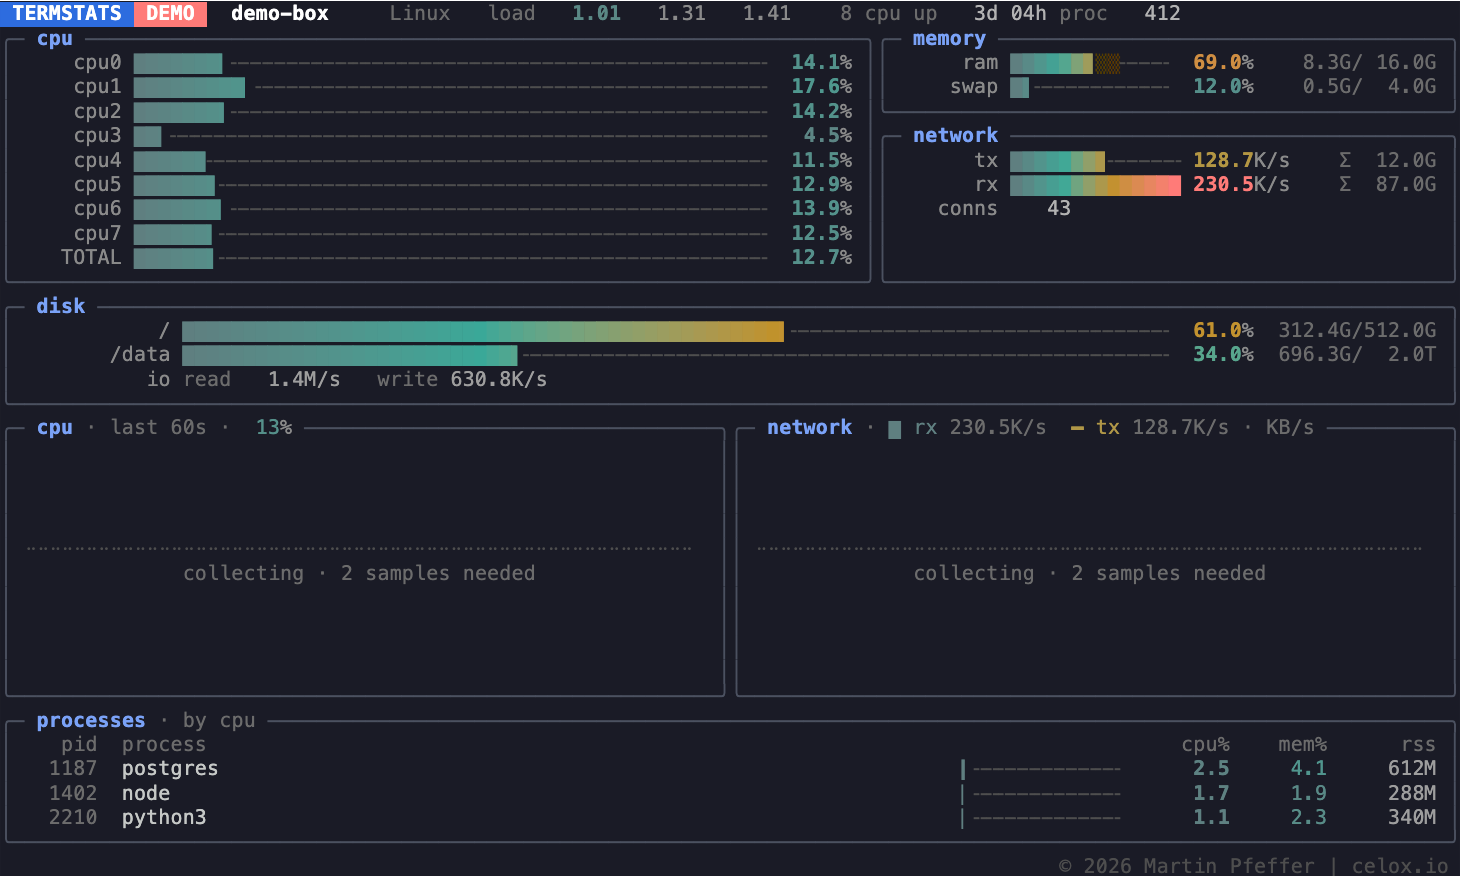 TERMSTATS DEMO demo-box Linux load 1.01 1.31 1.41 8 cpu up 3d 04h proc 412
cpu
cpu0 14.1%
cpu1 17.6%
cpu2 14.2%
cpu3 4.5%
cpu4 11.5%
cpu5 12.9%
cpu6 13.9%
cpu7 12.5%
TOTAL 12.7%
memory
ram 69.0% 8.3G/ 16.0G
swap 12.0% 0.5G/ 4.0G
network
tx 128.7K/s Σ 12.0G
rx 230.5K/s Σ 87.0G
conns 43
disk
/ 61.0% 312.4G/512.0G
/data 34.0% 696.3G/ 2.0T
io read 1.4M/s write 630.8K/s
cpu · last 60s · 13%
collecting · 2 samples needed
network · rx 230.5K/s tx 128.7K/s · KB/s
collecting · 2 samples needed
processes · by cpu
pid process cpu% mem% rss
1187 postgres 2.5 4.1 612M
1402 node 1.7 1.9 288M
2210 python3 1.1 2.3 340M
© 2026 Martin Pfeffer | celox.io